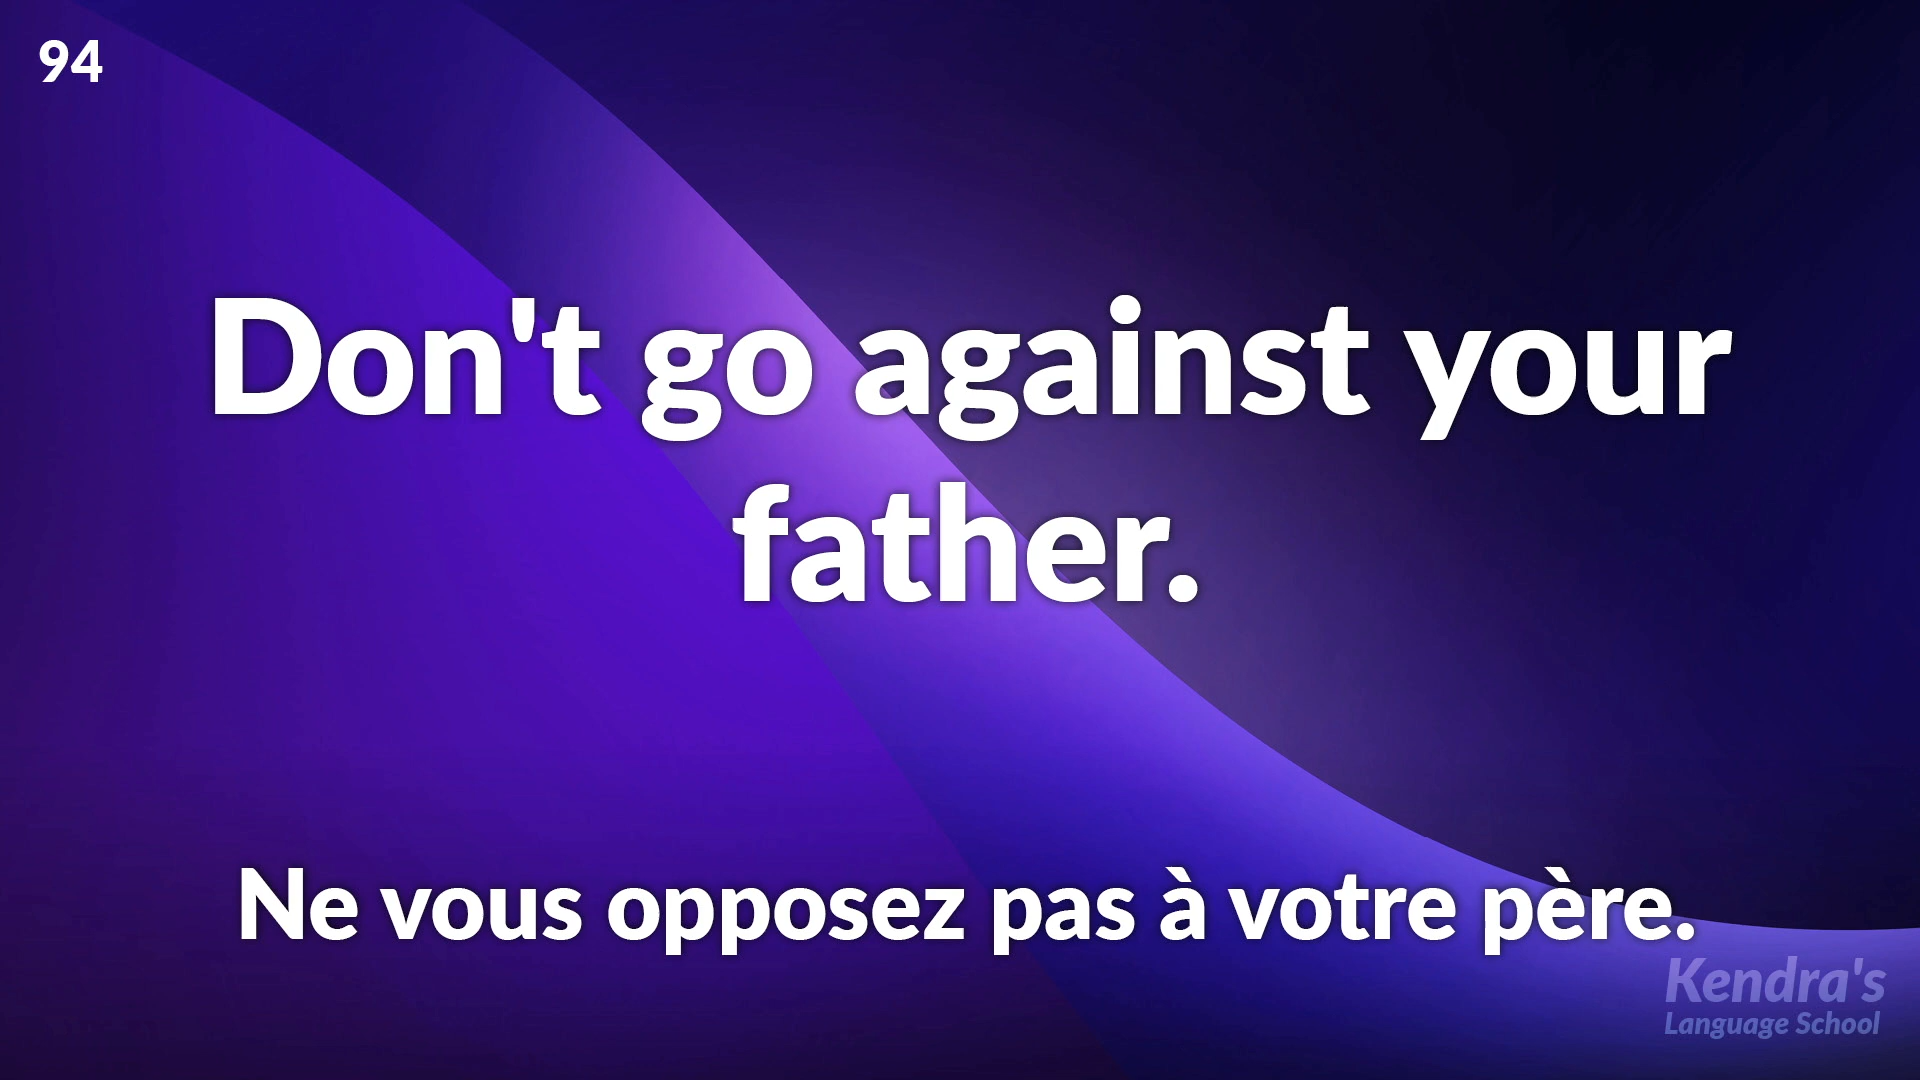 94
Don't go against your
father.
Ne vous opposez pas à votre père.
Kendra's
Language School